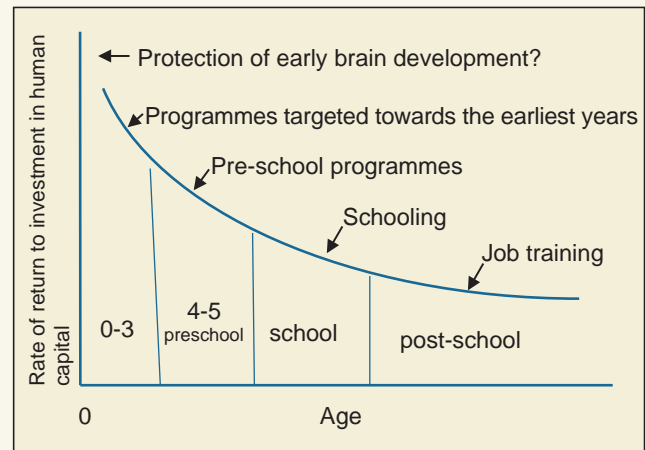 Protection of early brain development?
Programmes targeted towards the earliest years
Pre-school programmes
Schooling
Job training
Rate of return to investment in human
capital
0-3
4-5
preschool
school
post-school
0
Age